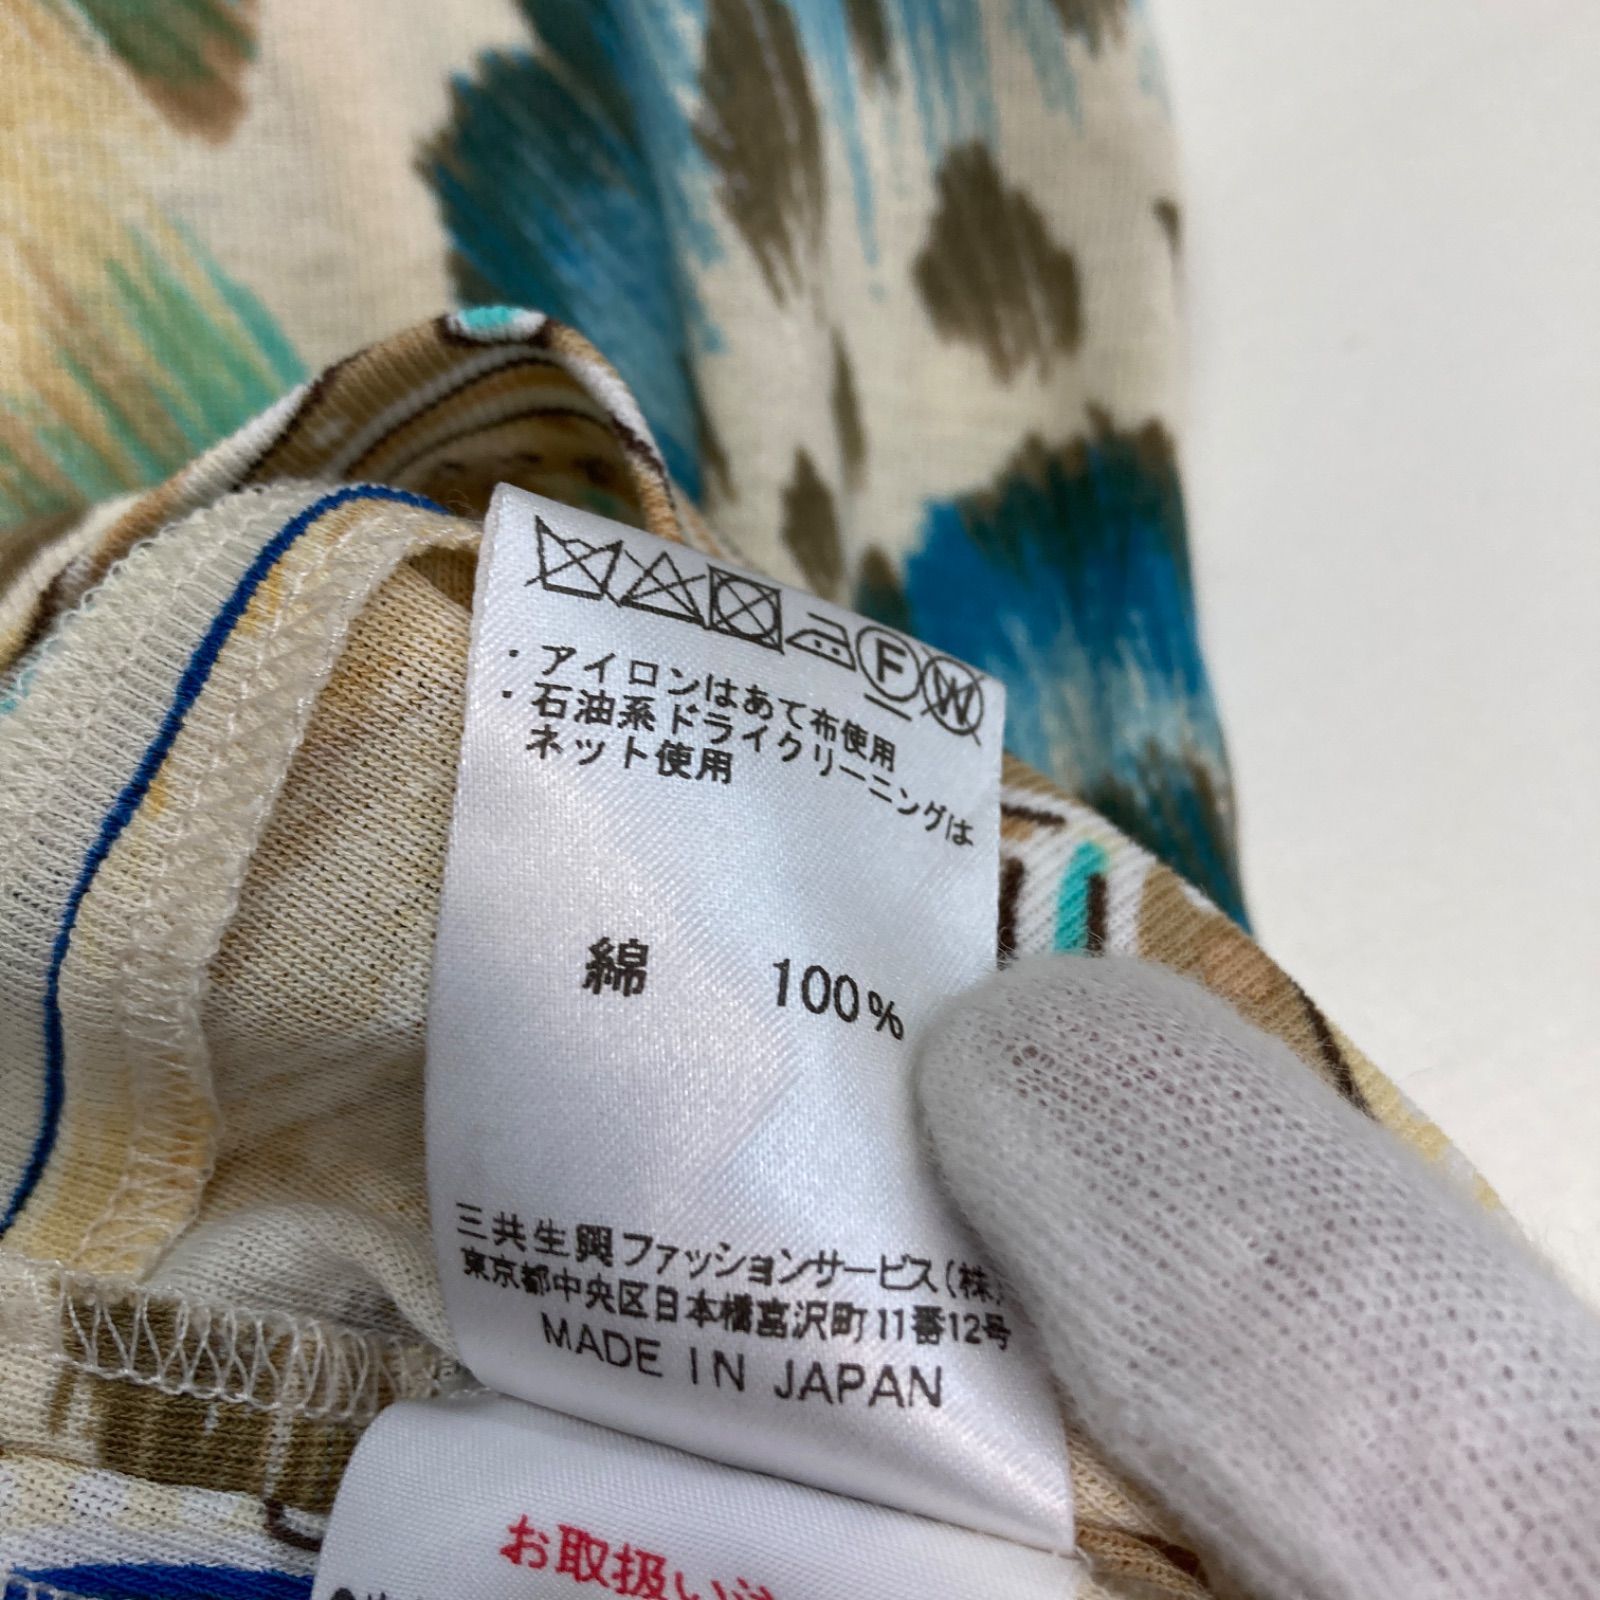 F W
・アイロンはあて布使用
・石油系ドライクリーニングは
ネット使用
綿 100%
三共生興ファッションサービス(株)
東京都中央区日本橋富沢町11番12号
MADE IN JAPAN
お取扱い注